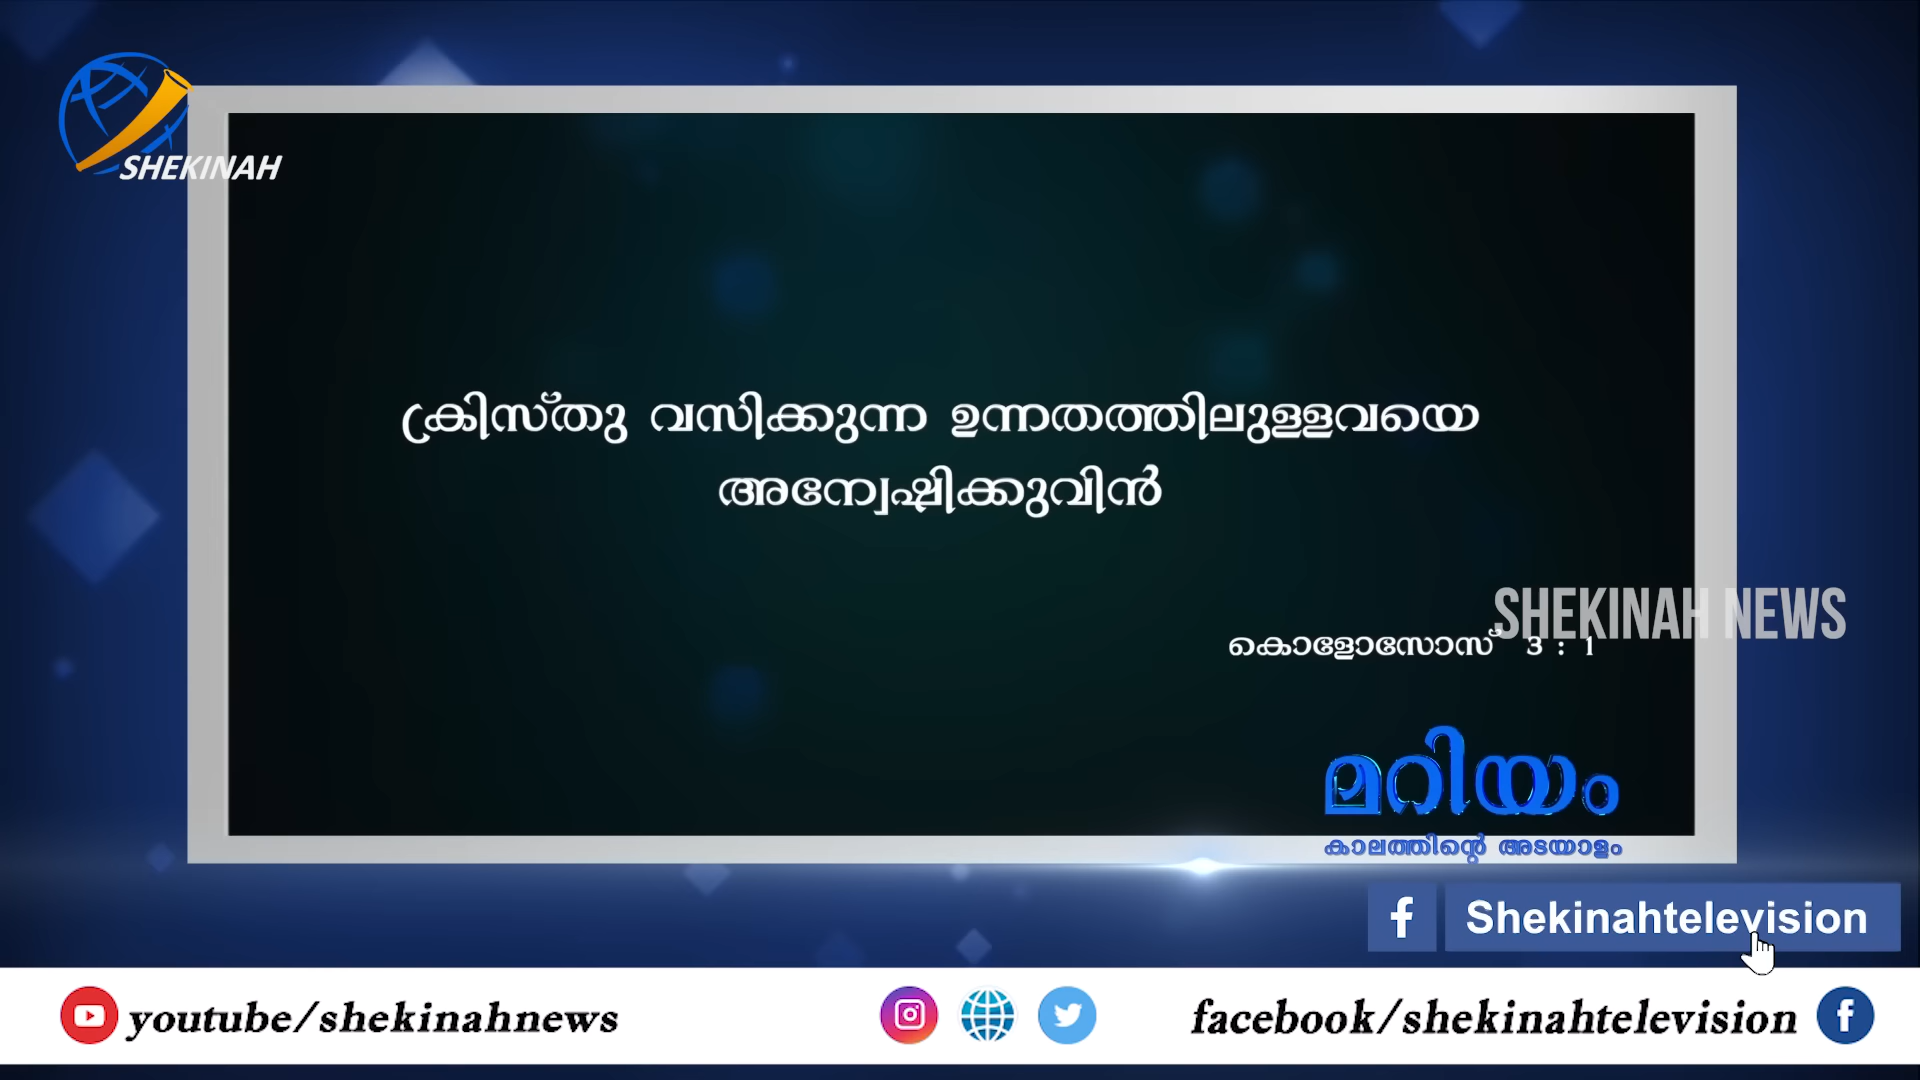 SHEKINAH
ക്രിസ്തു വസിക്കുന്ന ഉന്നതത്തിലുള്ളവയെ
അന്വേഷിക്കുവിൻ
SHEKINAH NEWS
കൊളോസോസ് 3 : 1
മറിയം
കാലത്തിന്റെ അടയാളം
Shekinahtelevision
youtube/shekinahnews
facebook/shekinahtelevision